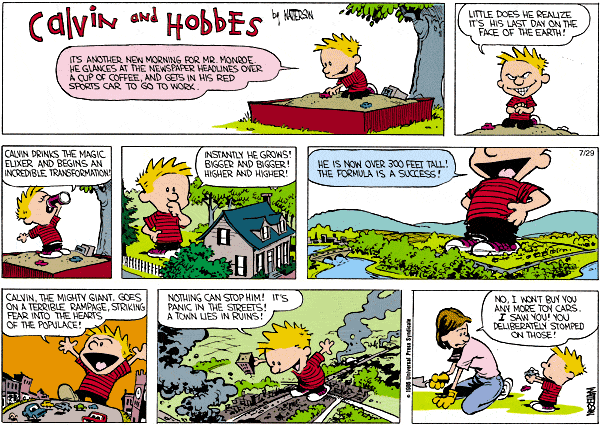 CALVIN AND HOBBES
by WATERSON
IT'S ANOTHER NEW MORNING FOR MR. MONROE.
HE GLANCES AT THE NEWSPAPER HEADLINES OVER
A CUP OF COFFEE, AND GETS IN HIS RED
SPORTS CAR TO GO TO WORK.
LITTLE DOES HE REALIZE
IT'S HIS LAST DAY ON THE
FACE OF THE EARTH!
CALVIN DRINKS THE MAGIC
ELIXER AND BEGINS AN
INCREDIBLE TRANSFORMATION!
INSTANTLY HE GROWS!
BIGGER AND BIGGER!
HIGHER AND HIGHER!
HE IS NOW OVER 300 FEET TALL!
THE FORMULA IS A SUCCESS!
7/29
CALVIN, THE MIGHTY GIANT, GOES
ON A TERRIBLE RAMPAGE, STRIKING
FEAR INTO THE HEARTS
OF THE POPULACE!
NOTHING CAN STOP HIM! IT'S
PANIC IN THE STREETS!
A TOWN LIES IN RUINS!
© 1986 Universal Press Syndicate
NO, I WON'T BUY YOU
ANY MORE TOY CARS.
I SAW YOU! YOU
DELIBERATELY STOMPED
ON THOSE!
WATTERSON